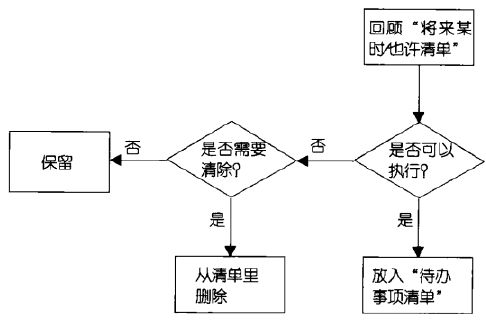 回顾“将来某
时/也许清单”
是否可以
执行?
否
是否需要
清除?
否
保留
是
是
从清单里
删除
放入“待办
事项清单”